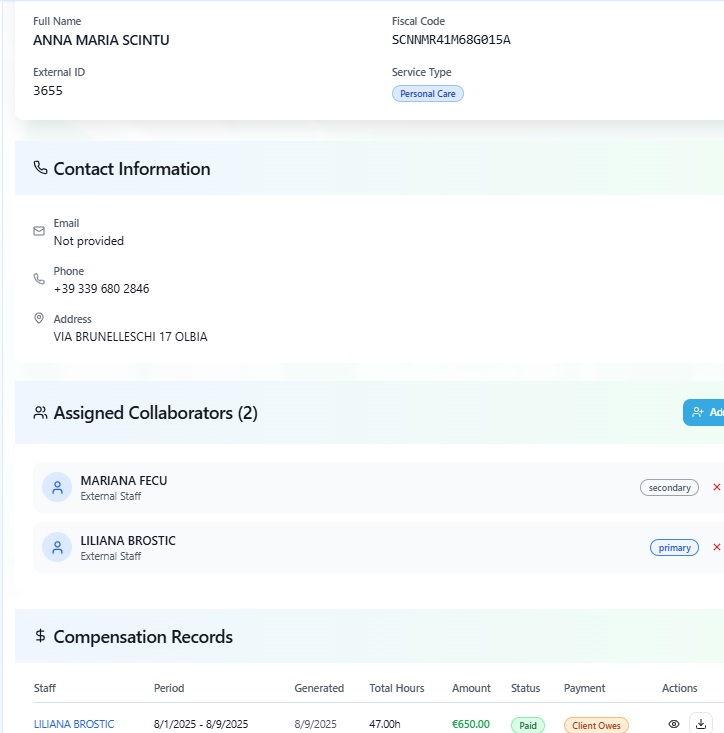 Full Name
Fiscal Code
ANNA MARIA SCINTU
SCNNMR41M68G015A
External ID
Service Type
3655
Personal Care
Contact Information
Email
Not provided
Phone
+39 339 680 2846
Address
VIA BRUNELLESCHI 17 OLBIA
Assigned Collaborators (2)
MARIANA FECU
External Staff
secondary
LILIANA BROSTIC
External Staff
primary
$ Compensation Records
Staff Period Generated Total Hours Amount Status Payment Actions
LILIANA BROSTIC 8/1/2025 - 8/9/2025 8/9/2025 47.00h €650.00 Paid Client Owes